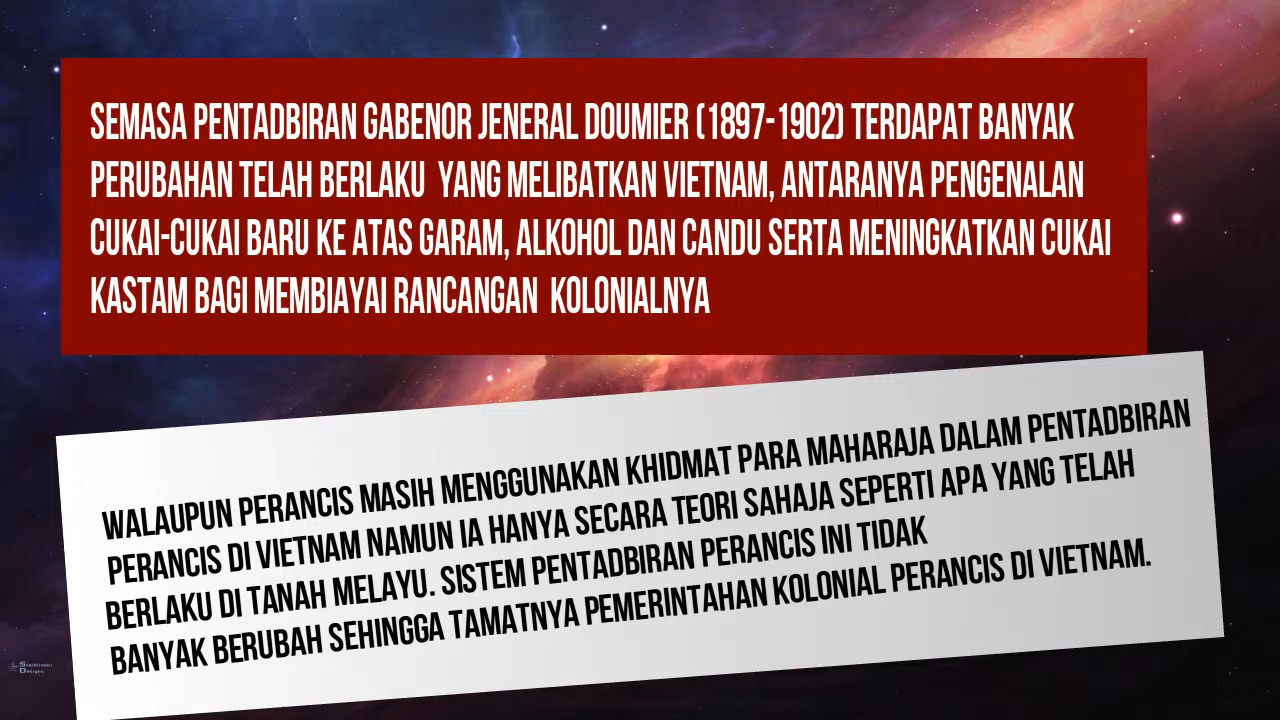 SEMASA PENTADBIRAN GABENOR JENERAL DOUMIER (1897-1902) TERDAPAT BANYAK
PERUBAHAN TELAH BERLAKU YANG MELIBATKAN VIETNAM, ANTARANYA PENGENALAN
CUKAI-CUKAI BARU KE ATAS GARAM, ALKOHOL DAN CANDU SERTA MENINGKATKAN CUKAI
KASTAM BAGI MEMBIAYAI RANCANGAN KOLONIALNYA
WALAUPUN PERANCIS MASIH MENGGUNAKAN KHIDMAT PARA MAHARAJA DALAM PENTADBIRAN
PERANCIS DI VIETNAM NAMUN IA HANYA SECARA TEORI SAHAJA SEPERTI APA YANG TELAH
BERLAKU DI TANAH MELAYU. SISTEM PENTADBIRAN PERANCIS INI TIDAK
BANYAK BERUBAH SEHINGGA TAMATNYA PEMERINTAHAN KOLONIAL PERANCIS DI VIETNAM.